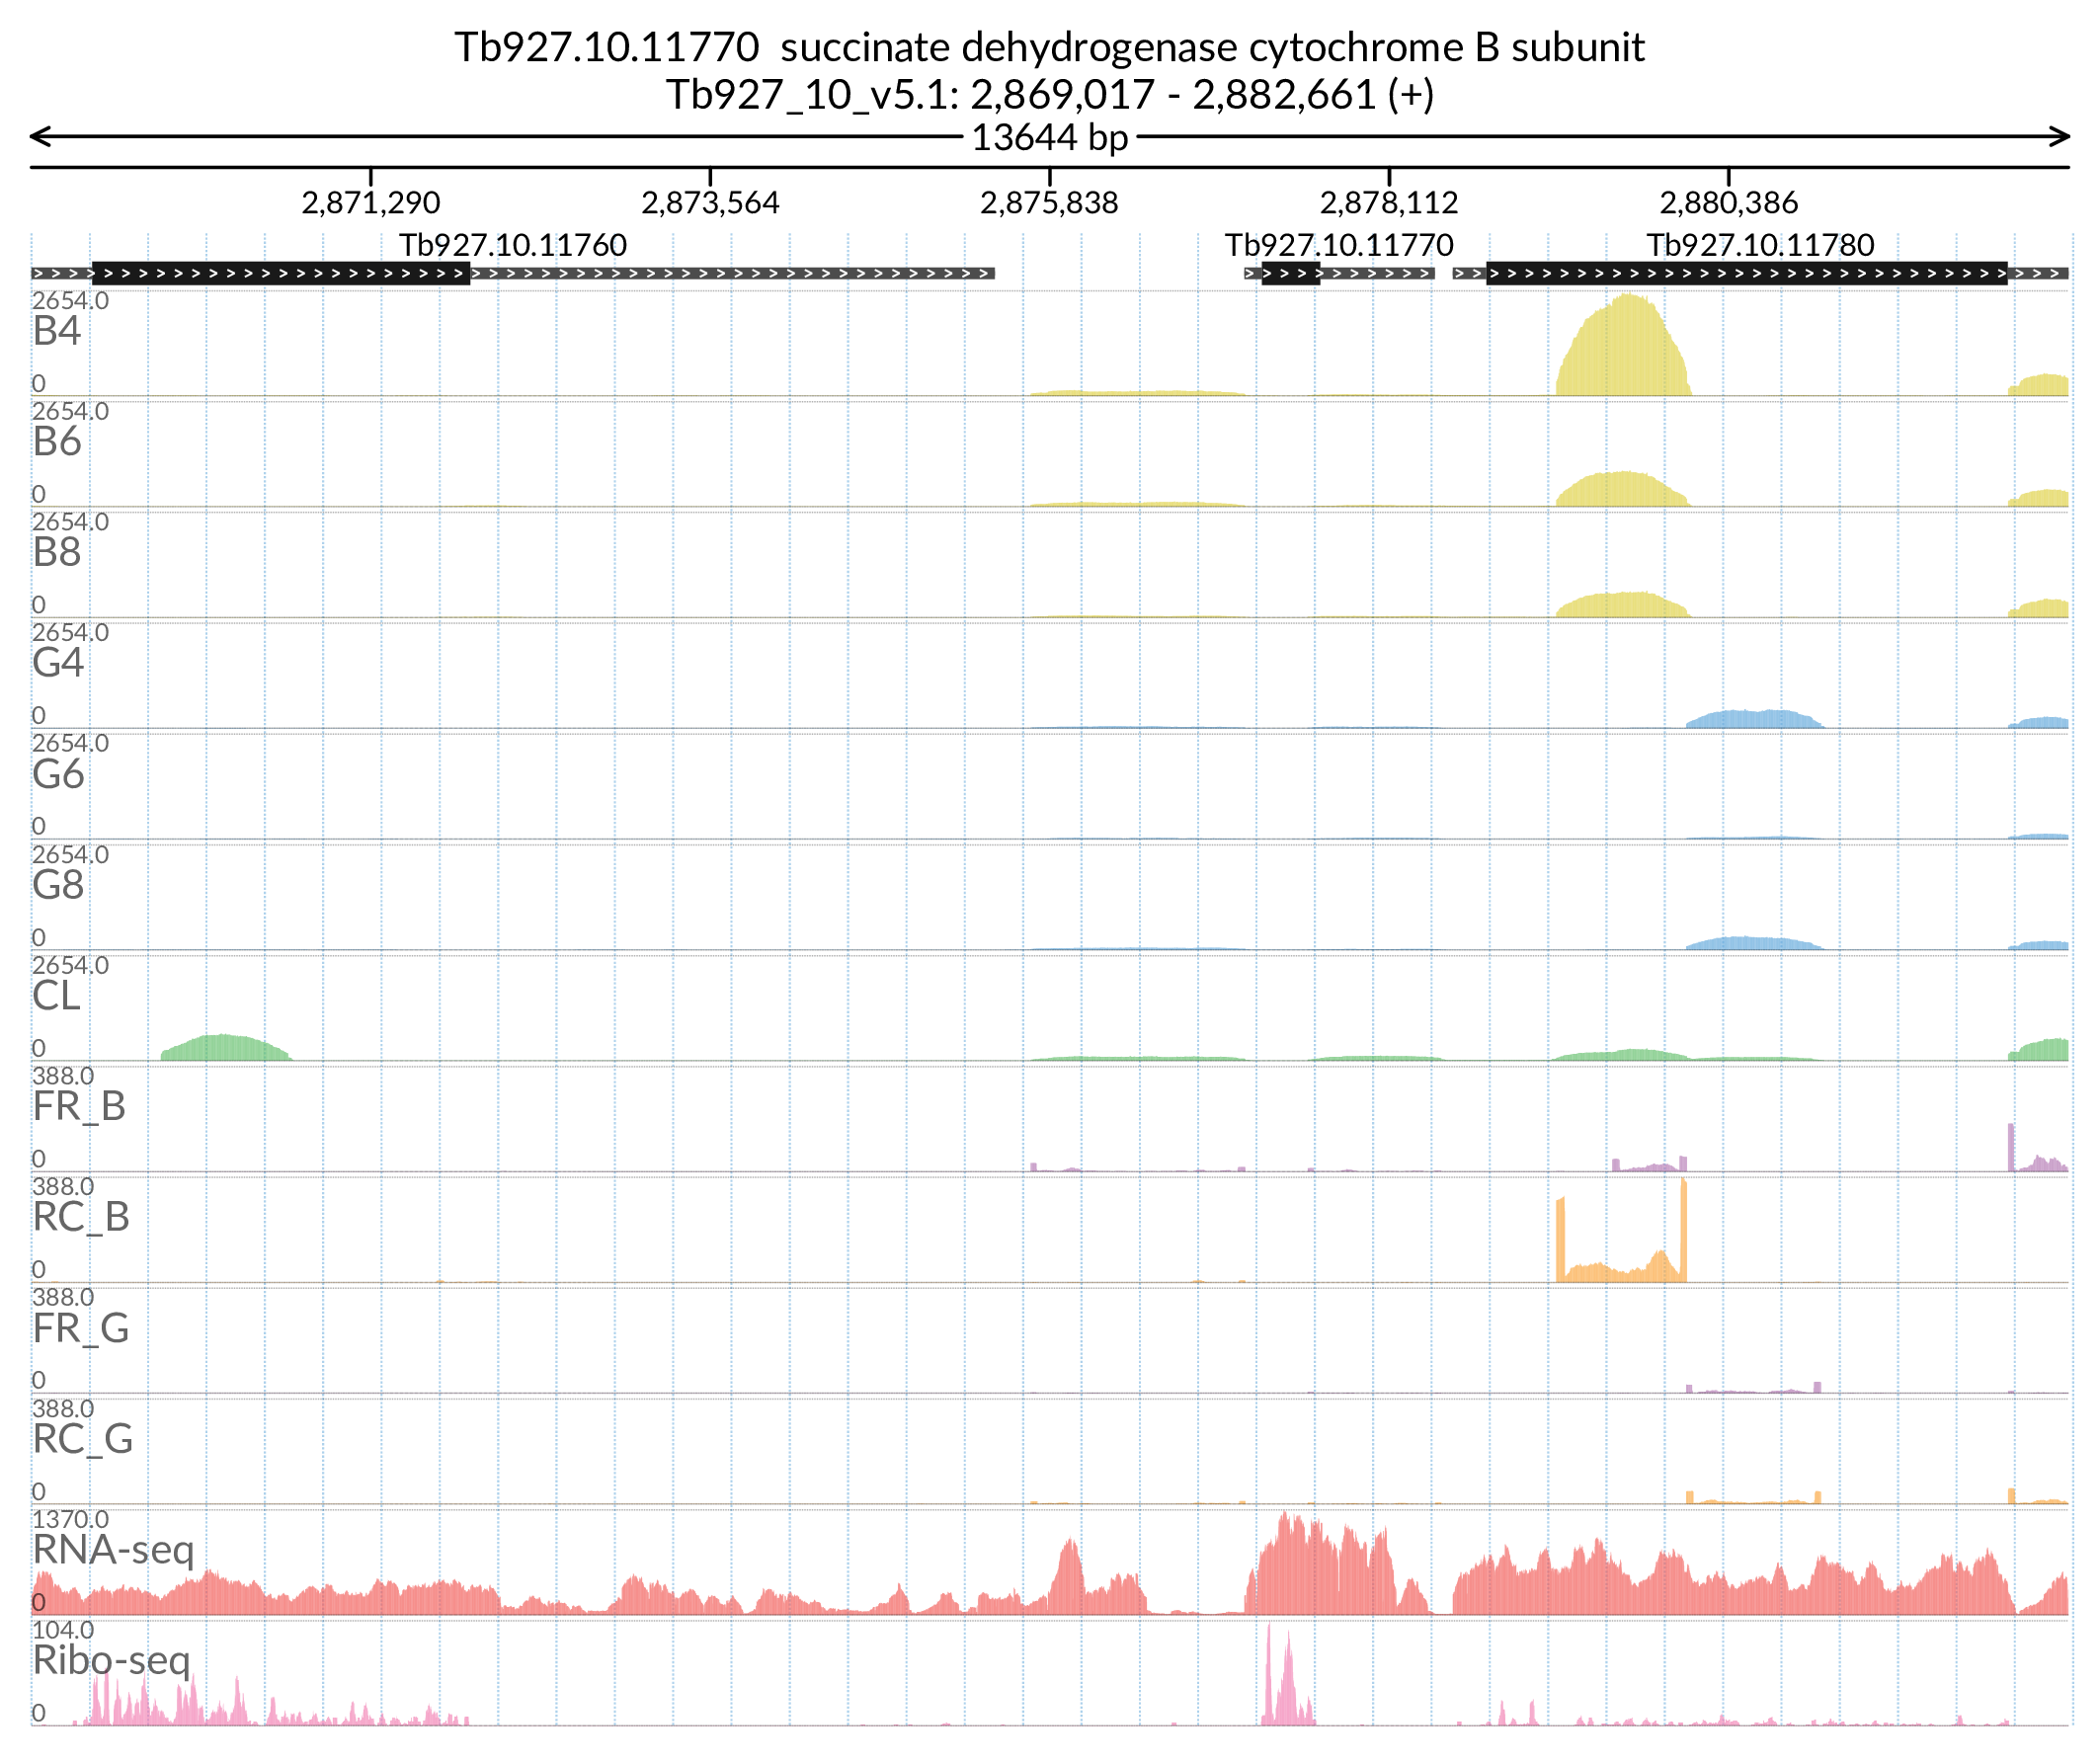 Tb927.10.11770  succinate dehydrogenase cytochrome B subunit
Tb927_10_v5.1: 2,869,017 - 2,882,661 (+)
13644 bp
2,871,290 2,873,564 2,875,838 2,878,112 2,880,386
Tb927.10.11760 Tb927.10.11770 Tb927.10.11780
2654.0
B4
0
2654.0
B6
0
2654.0
B8
0
2654.0
G4
0
2654.0
G6
0
2654.0
G8
0
2654.0
CL
0
388.0
FR_B
0
388.0
RC_B
0
388.0
FR_G
0
388.0
RC_G
0
1370.0
RNA-seq
0
104.0
Ribo-seq
0